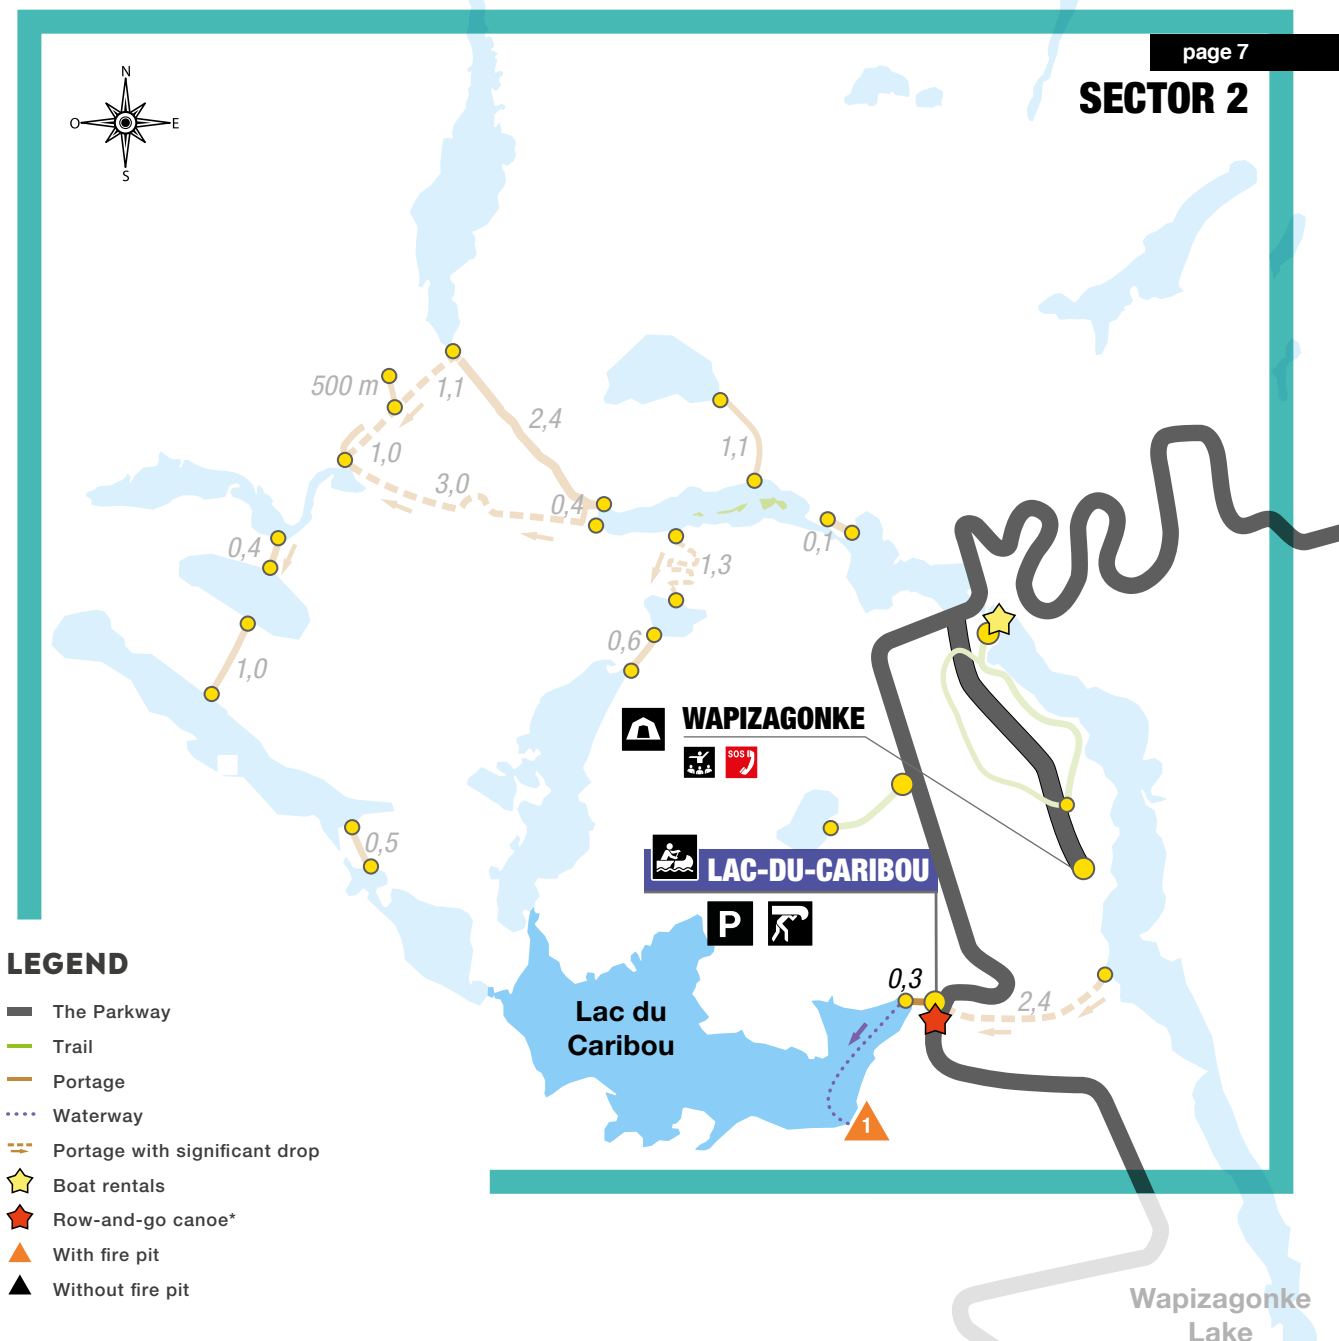 page 7
SECTOR 2
N
O
E
S
500 m
1,1
2,4
1,0
3,0
0,4
1,1
0,1
1,3
0,4
0,6
1,0
WAPIZAGONKE
SOS
0,5
LAC-DU-CARIBOU
P
0,3
2,4
Lac du
Caribou
1
LEGEND
The Parkway
Trail
Portage
Waterway
Portage with significant drop
Boat rentals
Row-and-go canoe*
With fire pit
Without fire pit
Wapizagonke
Lake